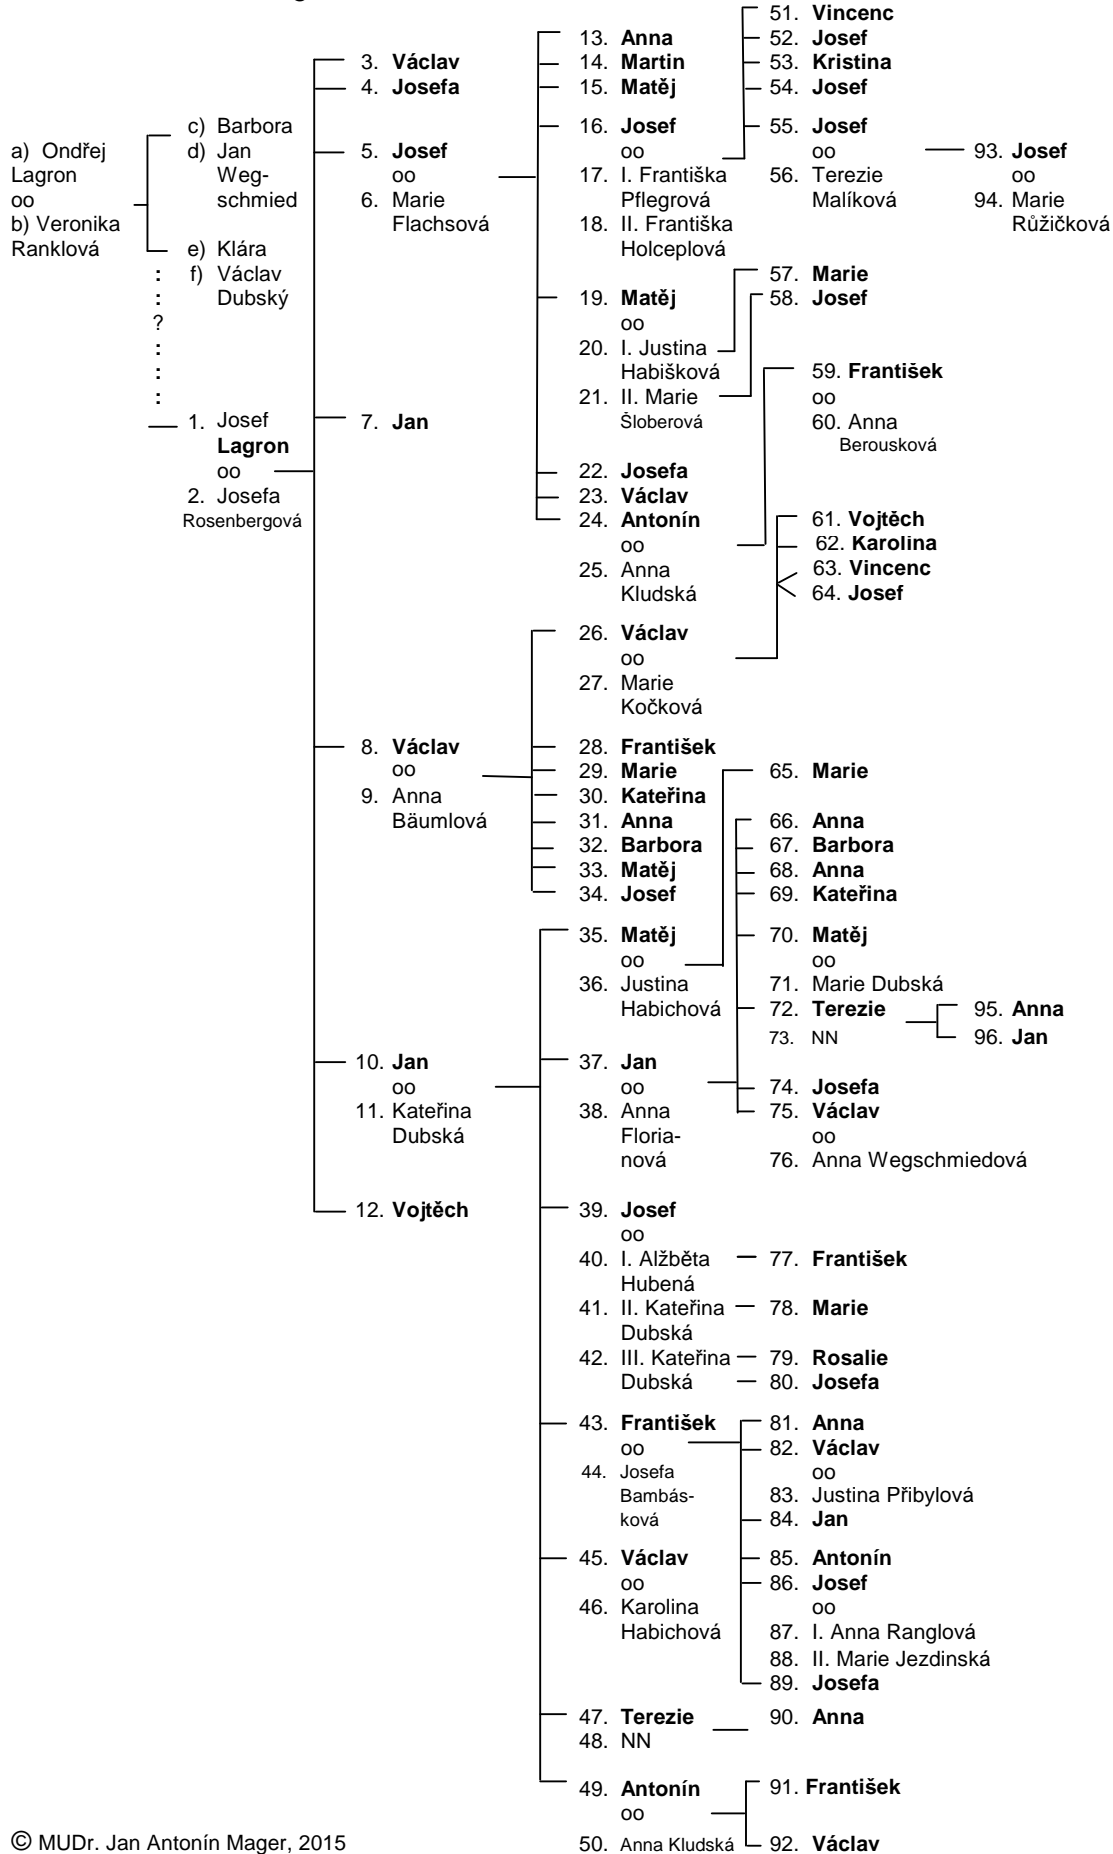 a) Ondřej
Lagron
oo
b) Veronika
Ranklová
c) Barbora
d) Jan
Weg-
schmied
e) Klára
f) Václav
Dubský
:
:
?
:
:
:
1. Josef
Lagron
oo
2. Josefa
Rosenbergová
3. Václav
4. Josefa
5. Josef
oo
6. Marie
Flachsová
7. Jan
8. Václav
oo
9. Anna
Bäumlová
10. Jan
oo
11. Kateřina
Dubská
12. Vojtěch
13. Anna
14. Martin
15. Matěj
16. Josef
oo
17. I. Františka
Pflegrová
18. II. Františka
Holceplová
19. Matěj
oo
20. I. Justina
Habišková
21. II. Marie
Šloberová
22. Josefa
23. Václav
24. Antonín
oo
25. Anna
Kludská
26. Václav
oo
27. Marie
Kočková
28. František
29. Marie
30. Kateřina
31. Anna
32. Barbora
33. Matěj
34. Josef
35. Matěj
oo
36. Justina
Habichová
37. Jan
oo
38. Anna
Floria-
nová
39. Josef
oo
40. I. Alžběta
Hubená
41. II. Kateřina
Dubská
42. III. Kateřina
Dubská
43. František
oo
44. Josefa
Bambás-
ková
45. Václav
oo
46. Karolina
Habichová
47. Terezie
48. NN
49. Antonín
oo
50. Anna Kludská
51. Vincenc
52. Josef
53. Kristina
54. Josef
55. Josef
oo
56. Terezie
Malíková
57. Marie
58. Josef
59. František
oo
60. Anna
Berousková
61. Vojtěch
62. Karolina
63. Vincenc
64. Josef
65. Marie
66. Anna
67. Barbora
68. Anna
69. Kateřina
70. Matěj
oo
71. Marie Dubská
72. Terezie
73. NN
74. Josefa
75. Václav
oo
76. Anna Wegschmiedová
77. František
78. Marie
79. Rosalie
80. Josefa
81. Anna
82. Václav
oo
83. Justina Přibylová
84. Jan
85. Antonín
86. Josef
oo
87. I. Anna Ranglová
88. II. Marie Jezdinská
89. Josefa
90. Anna
91. František
92. Václav
93. Josef
oo
94. Marie
Růžičková
95. Anna
96. Jan
© MUDr. Jan Antonín Mager, 2015